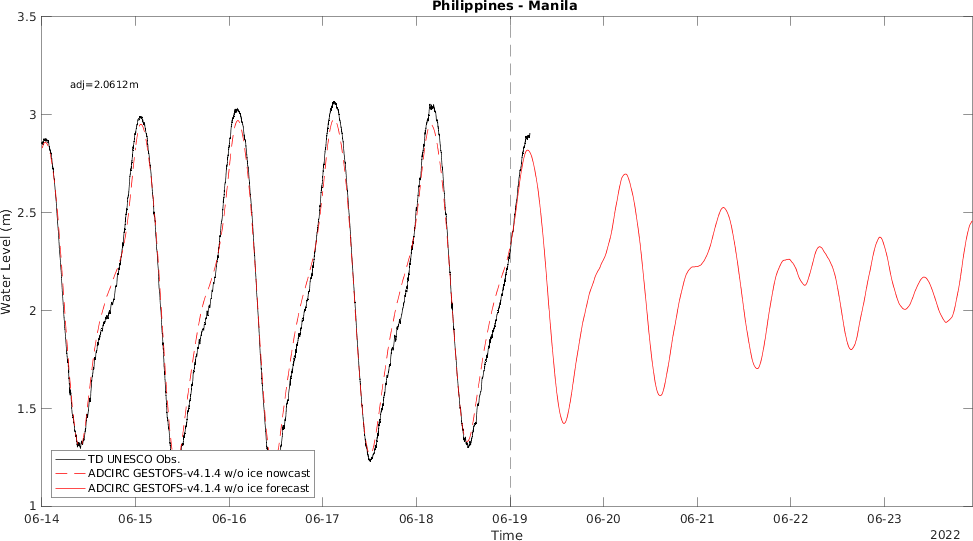 Philippines - Manila
3.5
adj=2.0612m
3
2.5
Water Level (m)
2
1.5
TD UNESCO Obs.
ADCIRC GESTOFS-v4.1.4 w/o ice nowcast
ADCIRC GESTOFS-v4.1.4 w/o ice forecast
1
06-14 06-15 06-16 06-17 06-18 06-19 06-20 06-21 06-22 06-23
Time
2022